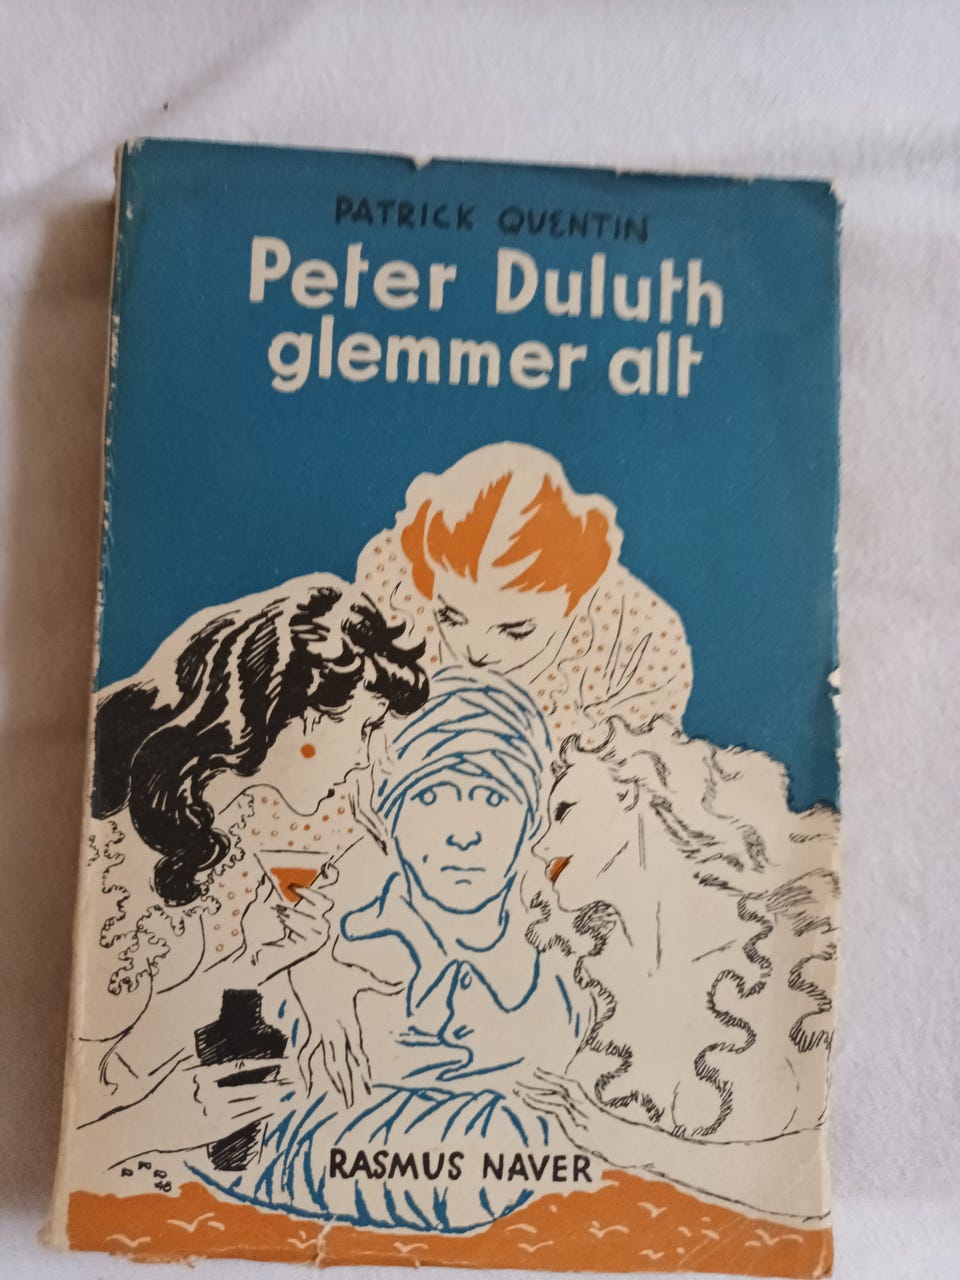 PATRICK QUENTIN
Peter Duluth
glemmer alt
RASMUS NAVER